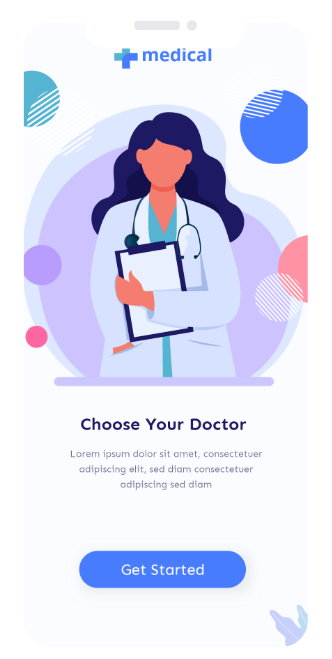 medical
Choose Your Doctor
Lorem ipsum dolor sit amet, consectetuer
adipiscing elit, sed diam consectetuer
adipiscing sed diam
Get Started